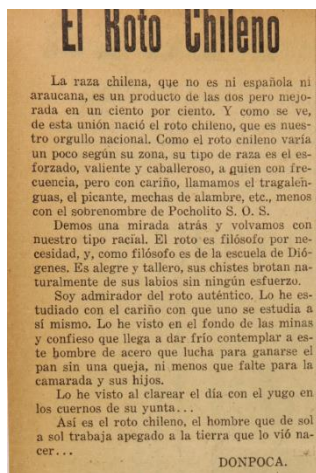 El Roto Chileno
La raza chilena, que no es ni española ni
araucana, es un producto de las dos pero mejo-
rada en un ciento por ciento. Y como se ve,
de esta unión nació el roto chileno, que es nues-
tro orgullo nacional. Como el roto chileno varía
un poco según su zona, su tipo de raza es el es-
forzado, valiente y caballeroso, a quien con fre-
cuencia, pero con cariño, llamamos el tragalen-
guas, el picante, mechas de alambre, etc., menos
con el sobrenombre de Pocholito S. O. S.
Demos una mirada atrás y volvamos con
nuestro tipo racial. El roto es filósofo por ne-
cesidad, y, como filósofo es de la escuela de Dió-
genes. Es alegre y tallero, sus chistes brotan na-
turalmente de sus labios sin ningún esfuerzo.
Soy admirador del roto auténtico. Lo he es-
tudiado con el cariño con que uno se estudia a
sí mismo. Lo he visto en el fondo de las minas
y confieso que llega a dar frío contemplar a es-
te hombre de acero que lucha para ganarse el
pan sin una queja, ni menos que falte para la
camarada y sus hijos.
Lo he visto al clarear el día con el yugo en
los cuernos de su yunta...
Así es el roto chileno, el hombre que de sol
a sol trabaja apegado a la tierra que lo vió na-
cer...
DONPOCA.